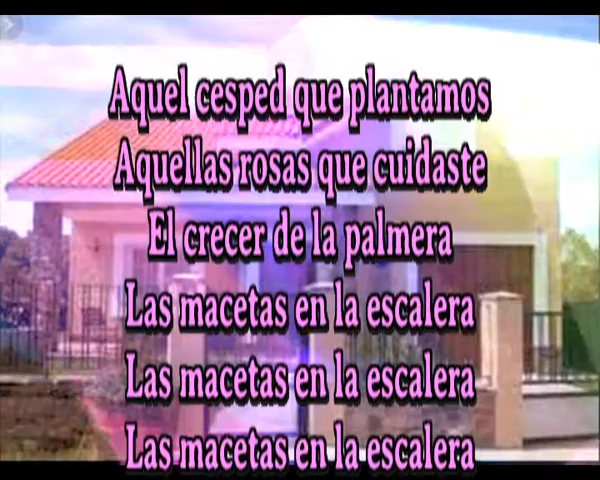 Aquel cesped que plantamos
Aquellas rosas que cuidaste
El crecer de la palmera
Las macetas en la escalera
Las macetas en la escalera
Las macetas en la escalera